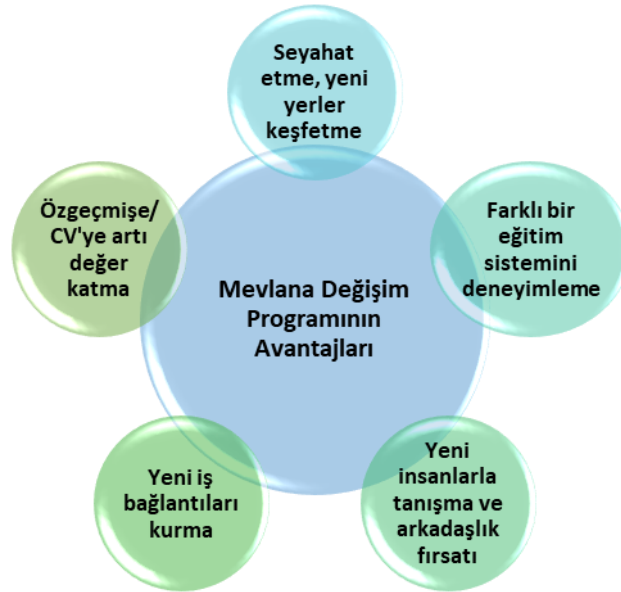 Seyahat
etme, yeni
yerler
keşfetme
Farklı bir
eğitim
sistemini
deneyimleme
Yeni
insanlarla
tanışma ve
arkadaşlık
fırsatı
Yeni iş
bağlantıları
kurma
Özgeçmişe/
CV'ye artı
değer
katma
Mevlana Değişim
Programının
Avantajları